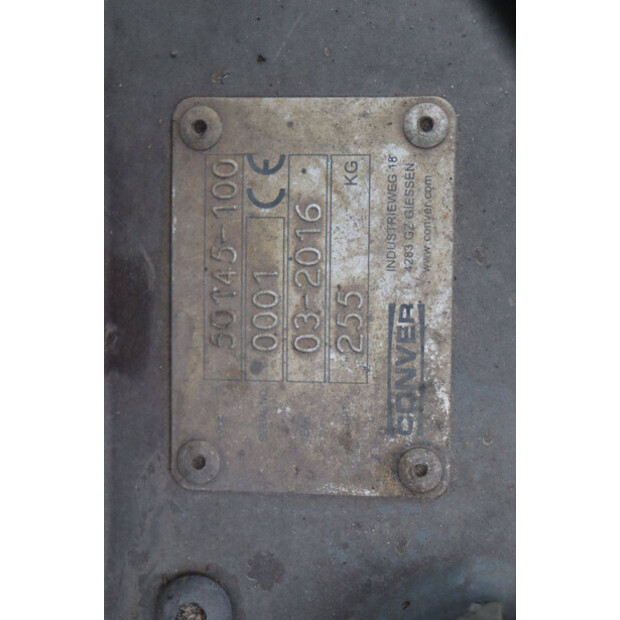 50145-100
0001 CE
03-2016
255 KG
CONVER
INDUSTRIEWEG 18
4283 GZ GIESSEN
www.conver.com